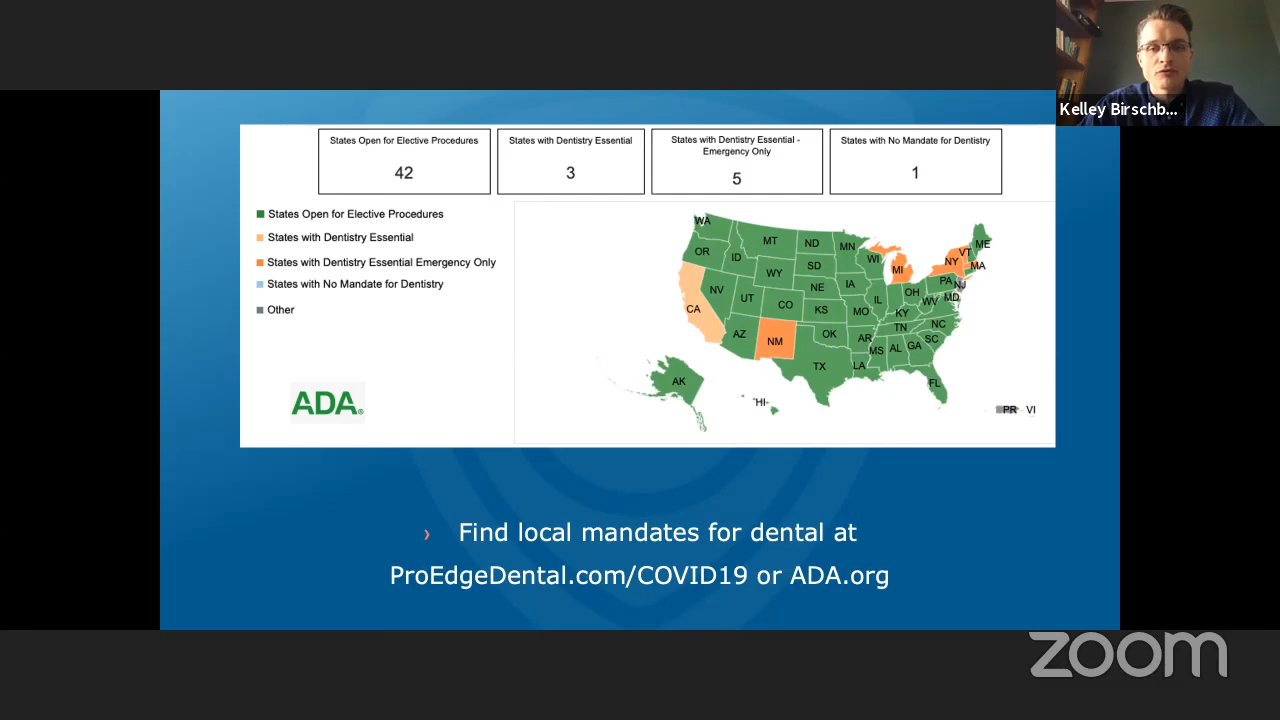 Kelley Birschb...
States Open for Elective Procedures
42
States with Dentistry Essential
3
States with Dentistry Essential -
Emergency Only
5
States with No Mandate for Dentistry
1
States Open for Elective Procedures
States with Dentistry Essential
States with Dentistry Essential Emergency Only
States with No Mandate for Dentistry
Other
ADA®
WA
MT
ND
MN
ME
OR
ID
SD
WI
MI
NY
VT
MA
WY
NV
UT
CO
NE
IA
IL
OH
PA
NJ
CA
KS
MO
KY
WV
MD
AZ
NM
OK
AR
TN
NC
TX
LA
MS
AL
GA
SC
FL
AK
HI
PR
VI
› Find local mandates for dental at
ProEdgeDental.com/COVID19 or ADA.org
zoom